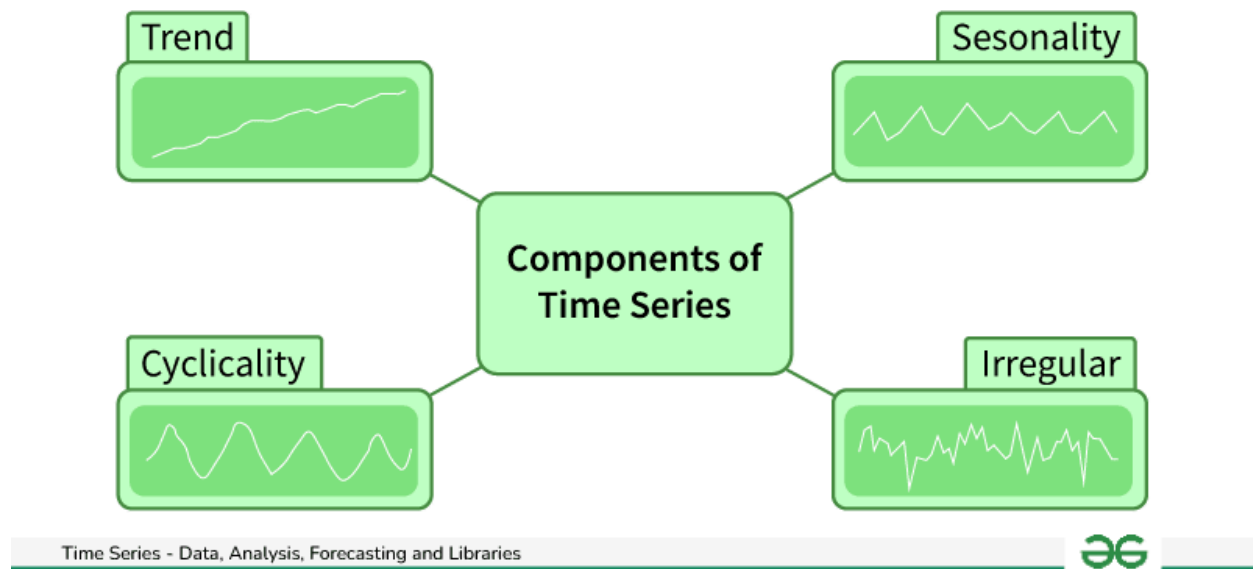 Trend
Sesonality
Components of
Time Series
Cyclicality
Irregular
Time Series - Data, Analysis, Forecasting and Libraries